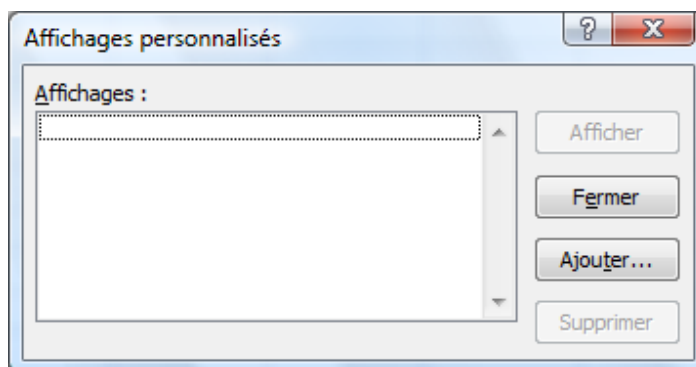 Affichages personnalisés
Affichages :
Afficher
Fermer
Ajouter...
Supprimer